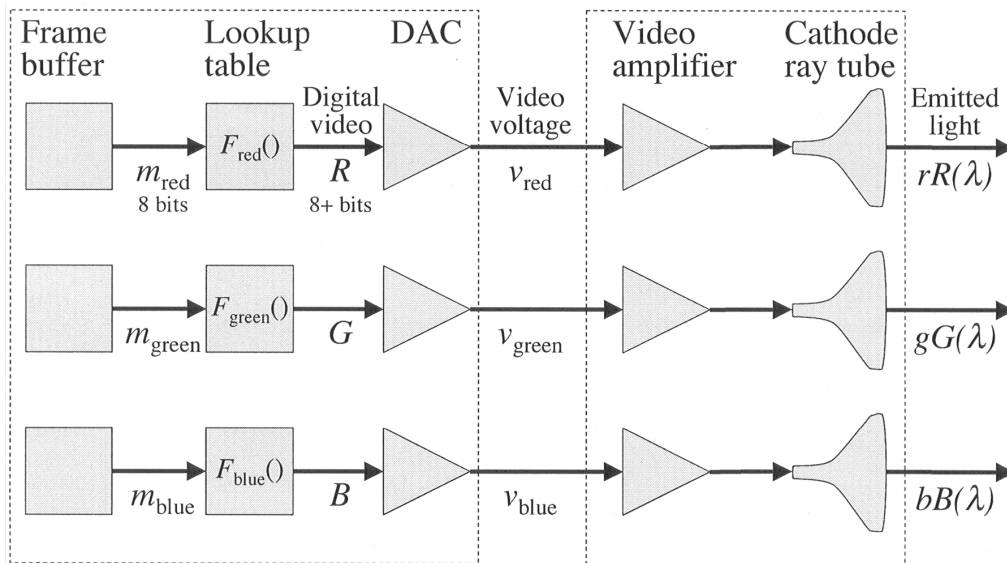 Frame buffer
Lookup table
DAC
Video amplifier
Cathode ray tube
Digital video
Video voltage
Emitted light
m_red
8 bits
F_red()
R
8+ bits
v_red
rR(λ)
m_green
F_green()
G
v_green
gG(λ)
m_blue
F_blue()
B
v_blue
bB(λ)